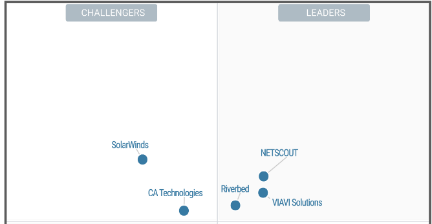 CHALLENGERS
LEADERS
SolarWinds
NETSCOUT
CA Technologies
Riverbed
VIAVI Solutions